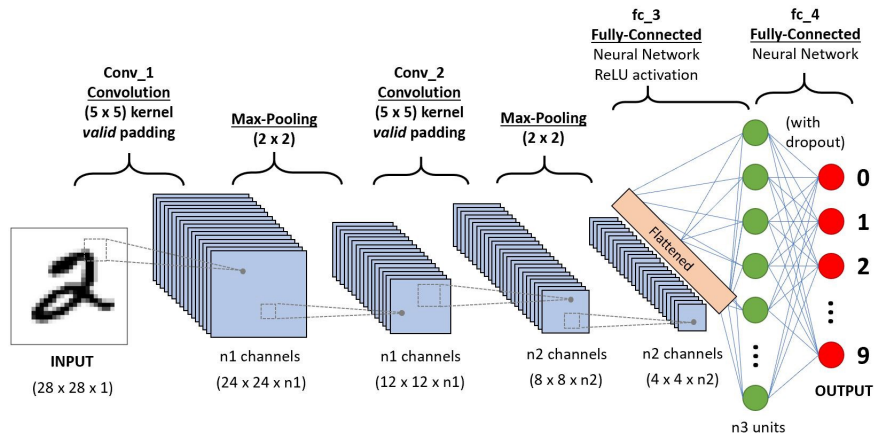 fc_3
Fully-Connected
Neural Network
ReLU activation
fc_4
Fully-Connected
Neural Network
Conv_1
Convolution
(5 x 5) kernel
valid padding
Max-Pooling
(2 x 2)
Conv_2
Convolution
(5 x 5) kernel
valid padding
Max-Pooling
(2 x 2)
(with
dropout)
Flattened
0
1
2
9
2
INPUT
(28 x 28 x 1)
n1 channels
(24 x 24 x n1)
n1 channels
(12 x 12 x n1)
n2 channels
(8 x 8 x n2)
n2 channels
(4 x 4 x n2)
OUTPUT
n3 units